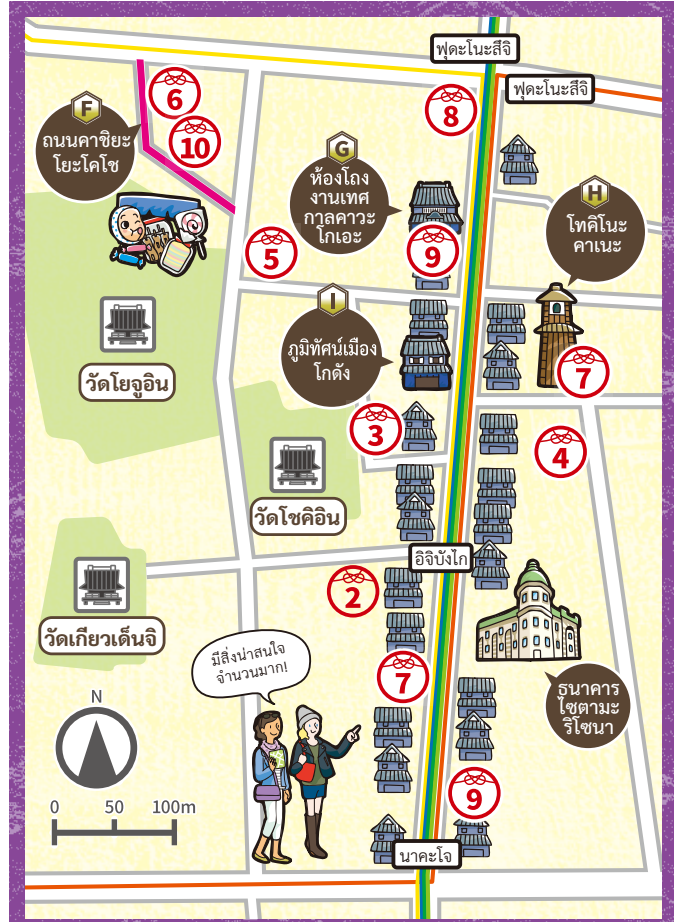 ฟุดะโนะสึจิ
ฟุดะโนะสึจิ
6
8
F
ถนนคาชิยะ
โยะโคโช
10
G
ห้องโถง
งานเทศ
กาลคาวะ
โกเอะ
H
โทคิโนะ
คาเนะ
5
9
I
ภูมิทัศน์เมือง
โกดัง
7
วัดโยจูอิน
3
4
วัดโชคิอิน
อิจิบังไก
2
วัดเกียวเด็นจิ
มีสิ่งน่าสนใจ
จำนวนมาก!
7
ธนาคาร
ไซตามะ
ริโซนา
N
0 50 100m
9
นาคะโจ